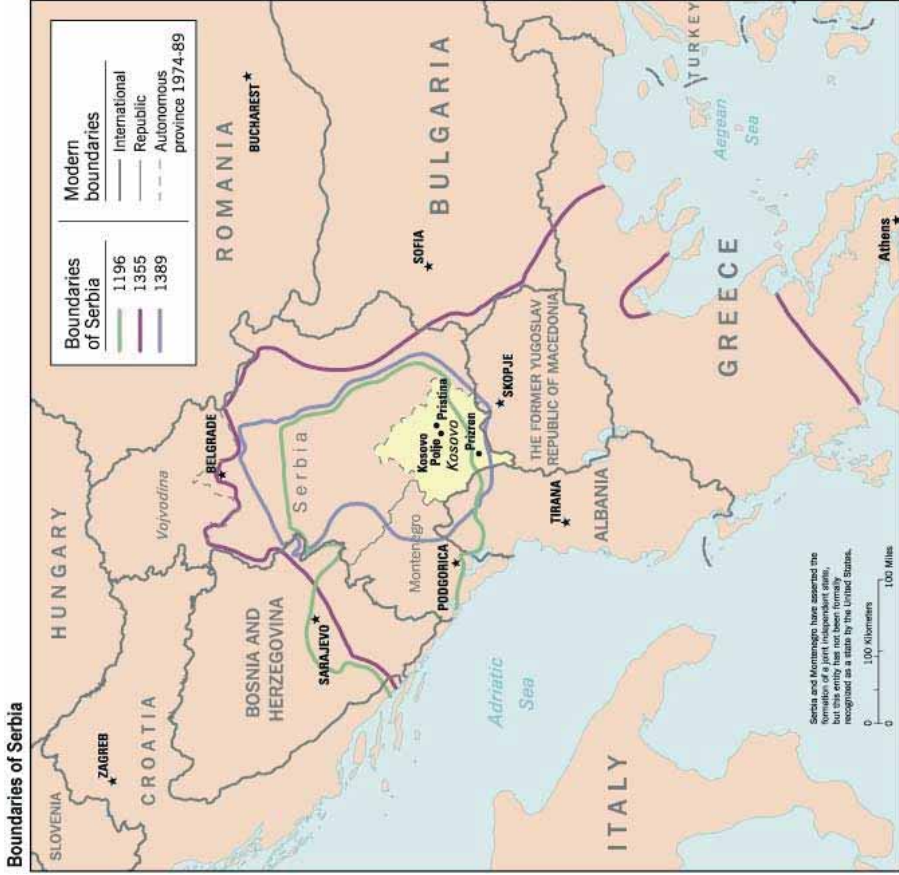 Boundaries of Serbia
SLOVENIA
ZAGREB
CROATIA
HUNGARY
Vojvodina
BELGRADE
ROMANIA
BUCHAREST
Boundaries
of Serbia
1196
1355
1389
Modern
boundaries
International
Republic
Autonomous
province 1974-89
BOSNIA AND
HERZEGOVINA
SARAJEVO
Serbia
Montenegro
PODGORICA
Kosovo
Polje
Pristina
Kosovo
Prizren
SOFIA
BULGARIA
SKOPJE
THE FORMER YUGOSLAV
REPUBLIC OF MACEDONIA
TIRANA
ALBANIA
Adriatic
Sea
ITALY
GREECE
Aegean
Sea
TURKEY
Athens
Serbia and Montenegro have asserted the
formation of a joint independent state,
but this entity has not been formally
recognized as a state by the United States.
0 100 Kilometers
0 100 Miles